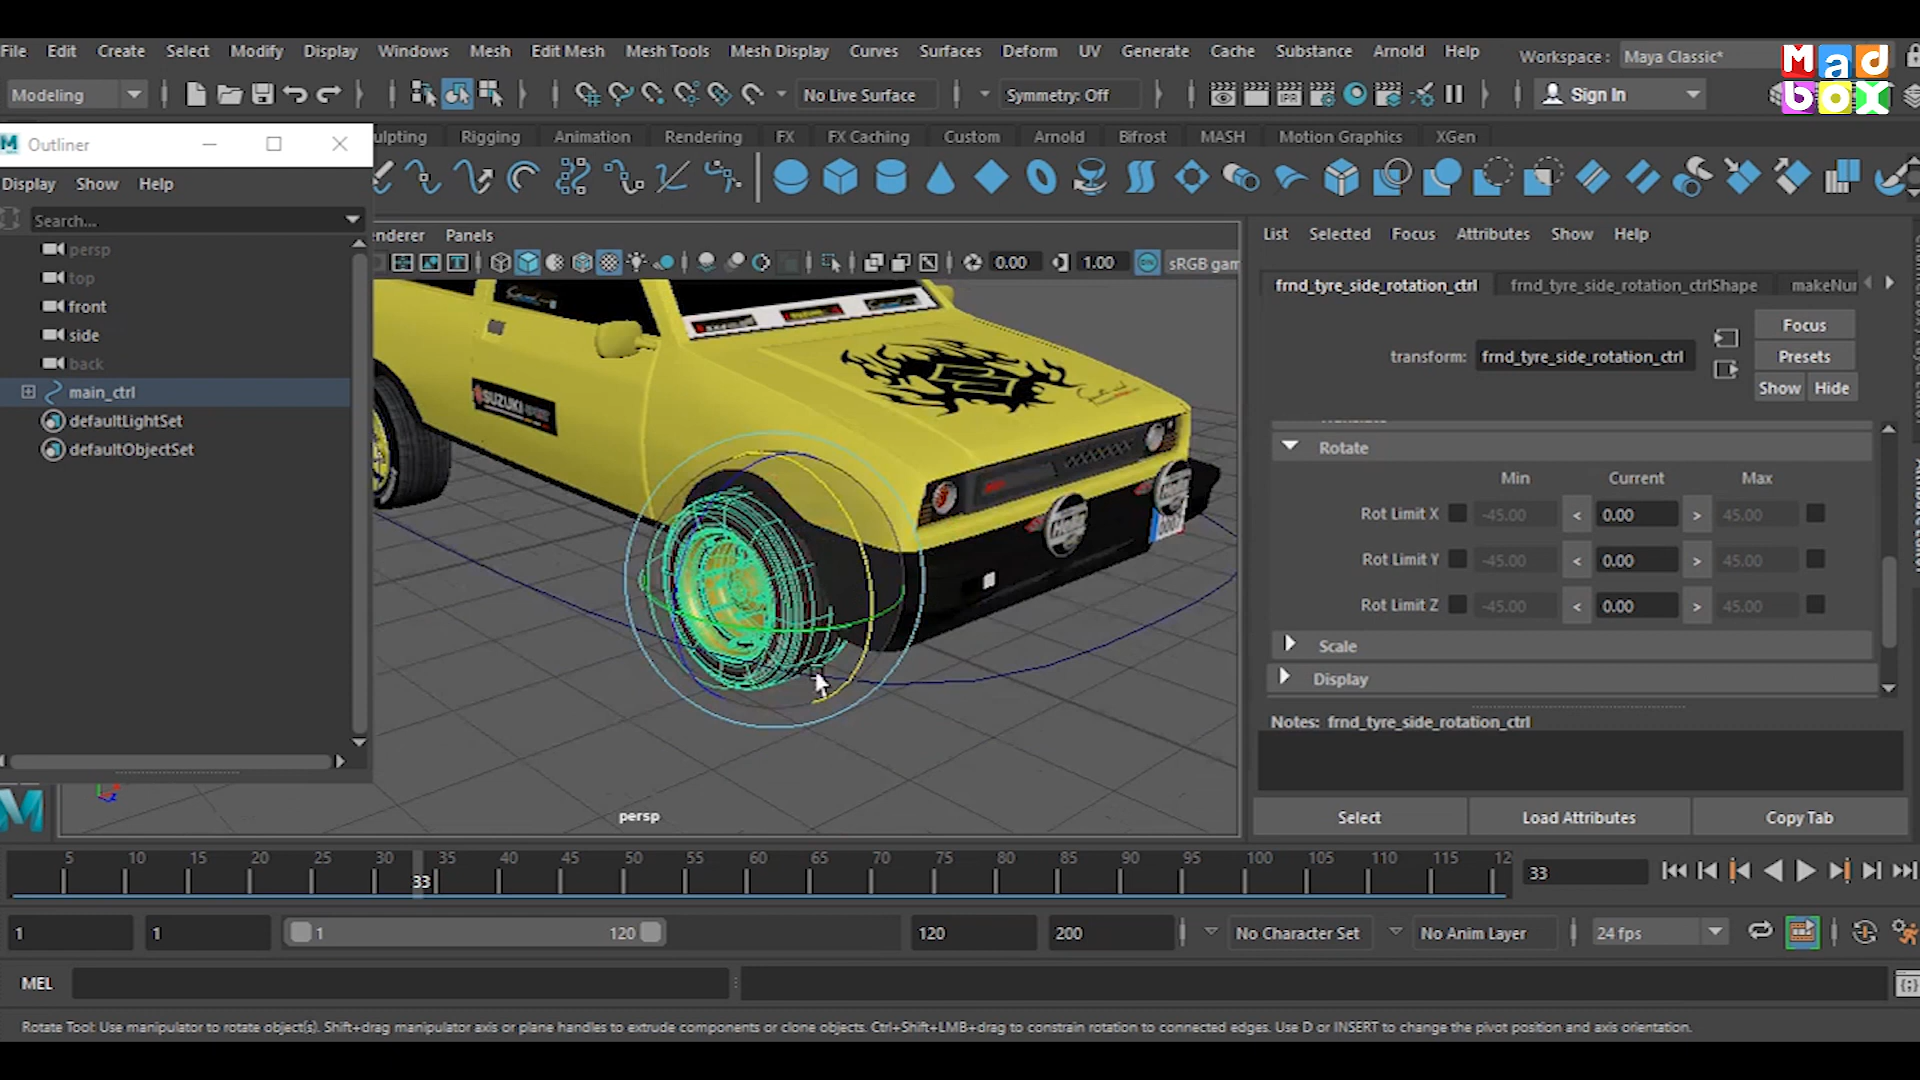 File Edit Create Select Modify Display Windows Mesh Edit Mesh Mesh Tools Mesh Display Curves Surfaces Deform UV Generate Cache Substance Arnold Help Workspace : Maya Classic*
Mad box
Modeling No Live Surface Symmetry: Off Sign In
Outliner
ulpting Rigging Animation Rendering FX FX Caching Custom Arnold Bifrost MASH Motion Graphics XGen
Display Show Help
Search...
persp
top
front
side
back
main_ctrl
defaultLightSet
defaultObjectSet
enderer Panels
0.00 1.00 sRGB gam
SUZUKI
persp
List Selected Focus Attributes Show Help
frnd_tyre_side_rotation_ctrl frnd_tyre_side_rotation_ctrlShape makeNur
Focus
transform: frnd_tyre_side_rotation_ctrl Presets
Show Hide
Rotate
Min Current Max
Rot Limit X -45.00 < 0.00 > 45.00
Rot Limit Y -45.00 < 0.00 > 45.00
Rot Limit Z -45.00 < 0.00 > 45.00
Scale
Display
Notes: frnd_tyre_side_rotation_ctrl
Select Load Attributes Copy Tab
5 10 15 20 25 30 35 40 45 50 55 60 65 70 75 80 85 90 95 100 105 110 115 12
33 33
1 1 1 120 120 200 No Character Set No Anim Layer 24 fps
MEL
Rotate Tool: Use manipulator to rotate object(s). Shift+drag manipulator axis or plane handles to extrude components or clone objects. Ctrl+Shift+LMB+drag to constrain rotation to connected edges. Use D or INSERT to change the pivot position and axis orientation.